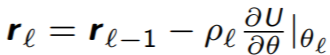 r_ℓ = r_{ℓ−1} − ρ_ℓ ∂U/∂θ |_{θ_ℓ}